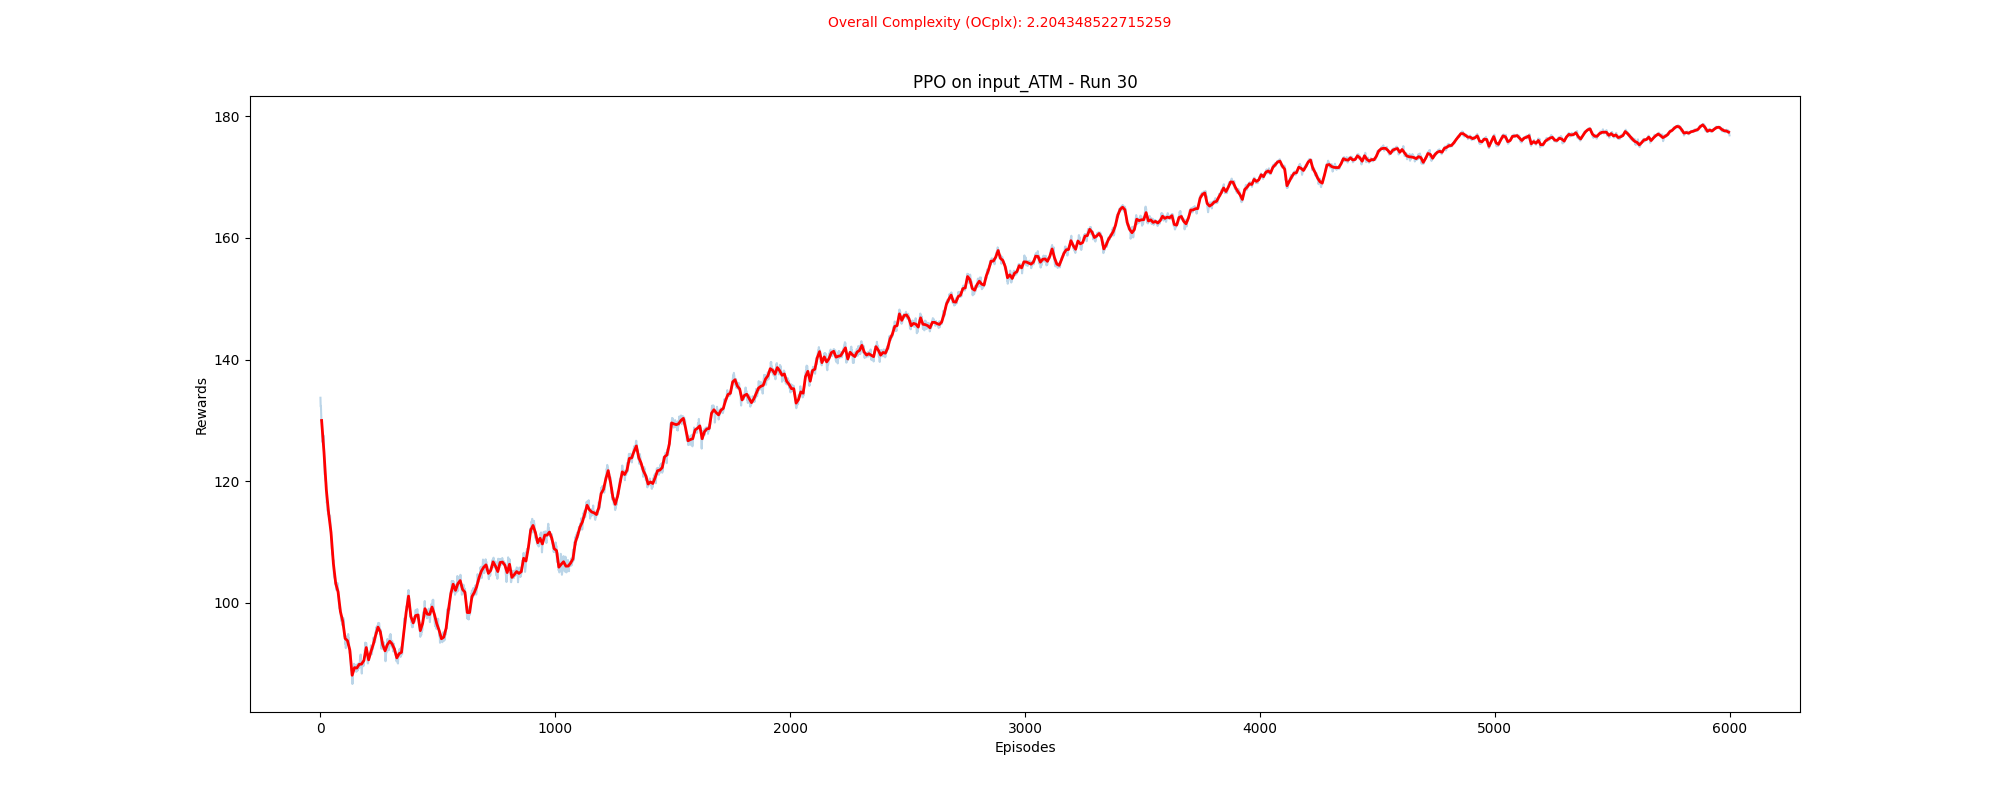 Overall Complexity (OCplx): 2.204348522715259
PPO on input_ATM - Run 30
180
160
140
120
100
Rewards
0 1000 2000 3000 4000 5000 6000
Episodes